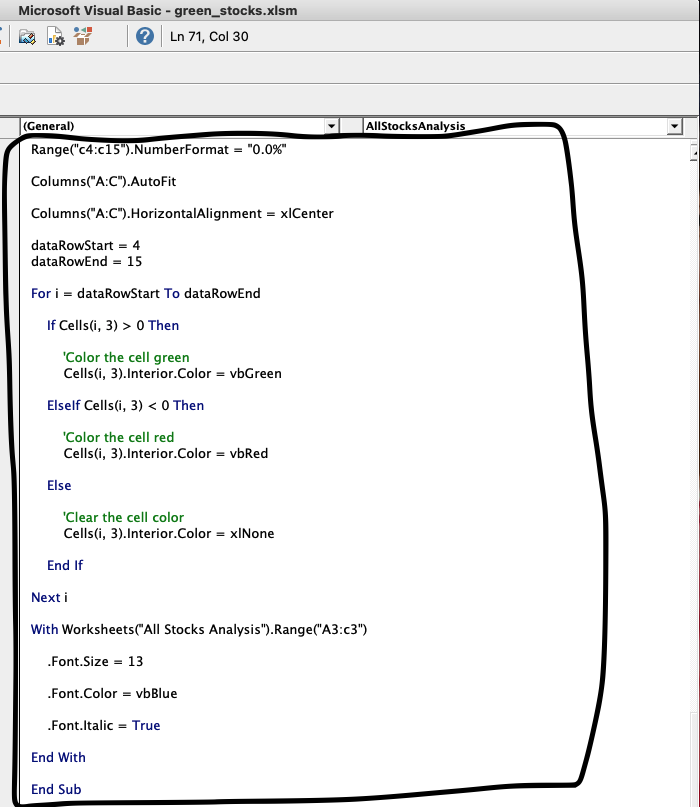 Microsoft Visual Basic - green_stocks.xlsm
? Ln 71, Col 30
(General) AllStocksAnalysis
Range("c4:c15").NumberFormat = "0.0%"
Columns("A:C").AutoFit
Columns("A:C").HorizontalAlignment = xlCenter
dataRowStart = 4
dataRowEnd = 15
For i = dataRowStart To dataRowEnd
If Cells(i, 3) > 0 Then
'Color the cell green
Cells(i, 3).Interior.Color = vbGreen
ElseIf Cells(i, 3) < 0 Then
'Color the cell red
Cells(i, 3).Interior.Color = vbRed
Else
'Clear the cell color
Cells(i, 3).Interior.Color = xlNone
End If
Next i
With Worksheets("All Stocks Analysis").Range("A3:c3")
.Font.Size = 13
.Font.Color = vbBlue
.Font.Italic = True
End With
End Sub